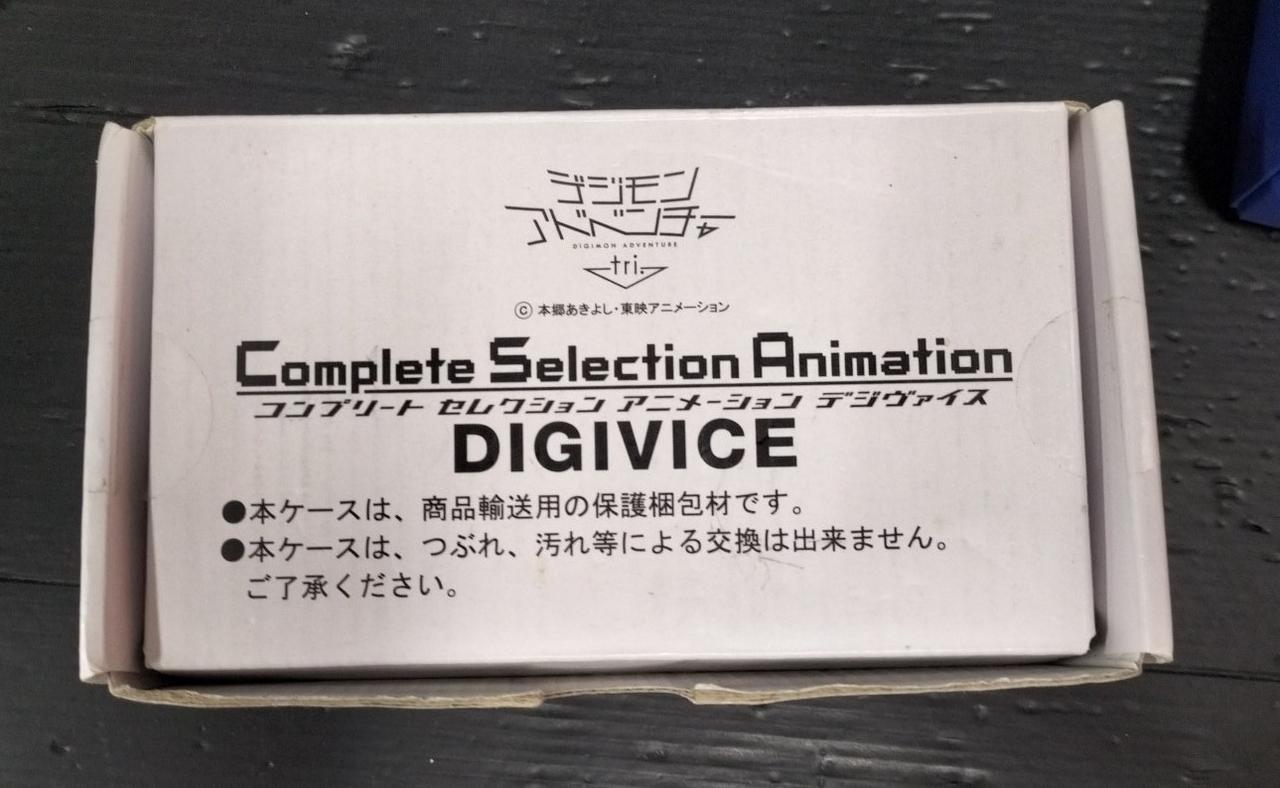 デジモン
アドベンチャー
DIGIMON ADVENTURE
tri.
© 本郷あきよし・東映アニメーション
Complete Selection Animation
コンプリート セレクション アニメーション デジヴァイス
DIGIVICE
●本ケースは、商品輸送用の保護梱包材です。
●本ケースは、つぶれ、汚れ等による交換は出来ません。
ご了承ください。